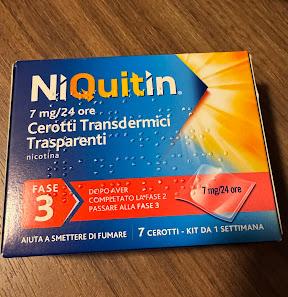 NiQuitin®
7 mg/24 ore
Cerotti Transdermici
Trasparenti
nicotina
FASE
3
DOPO AVER
COMPLETATO LA FASE 2
PASSARE ALLA FASE 3
7 mg/24 ore
AIUTA A SMETTERE DI FUMARE
7 CEROTTI - KIT DA 1 SETTIMANA